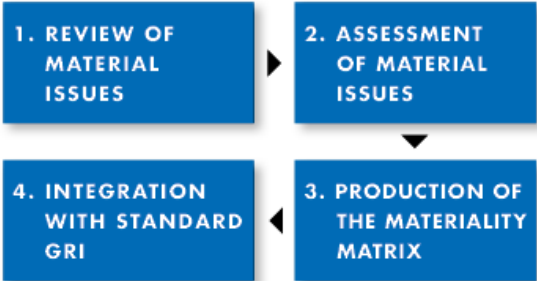 1. REVIEW OF
MATERIAL
ISSUES
2. ASSESSMENT
OF MATERIAL
ISSUES
3. PRODUCTION OF
THE MATERIALITY
MATRIX
4. INTEGRATION
WITH STANDARD
GRI